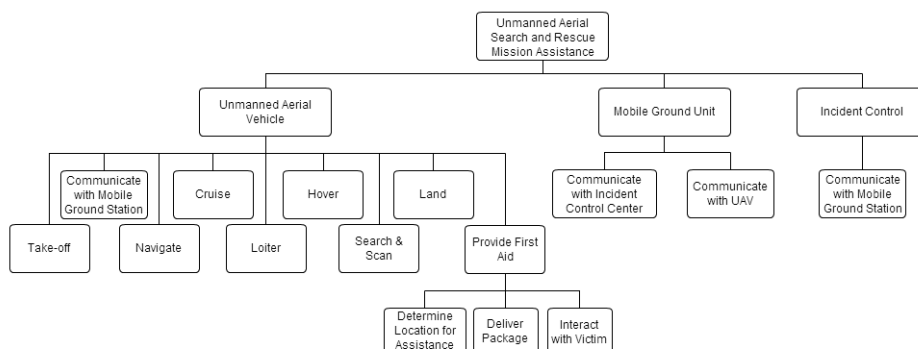 Unmanned Aerial
Search and Rescue
Mission Assistance
Unmanned Aerial
Vehicle
Mobile Ground Unit
Incident Control
Communicate
with Mobile
Ground Station
Cruise
Hover
Land
Communicate
with Incident
Control Center
Communicate
with UAV
Communicate
with Mobile
Ground Station
Take-off
Navigate
Loiter
Search &
Scan
Provide First
Aid
Determine
Location for
Assistance
Deliver
Package
Interact
with Victim